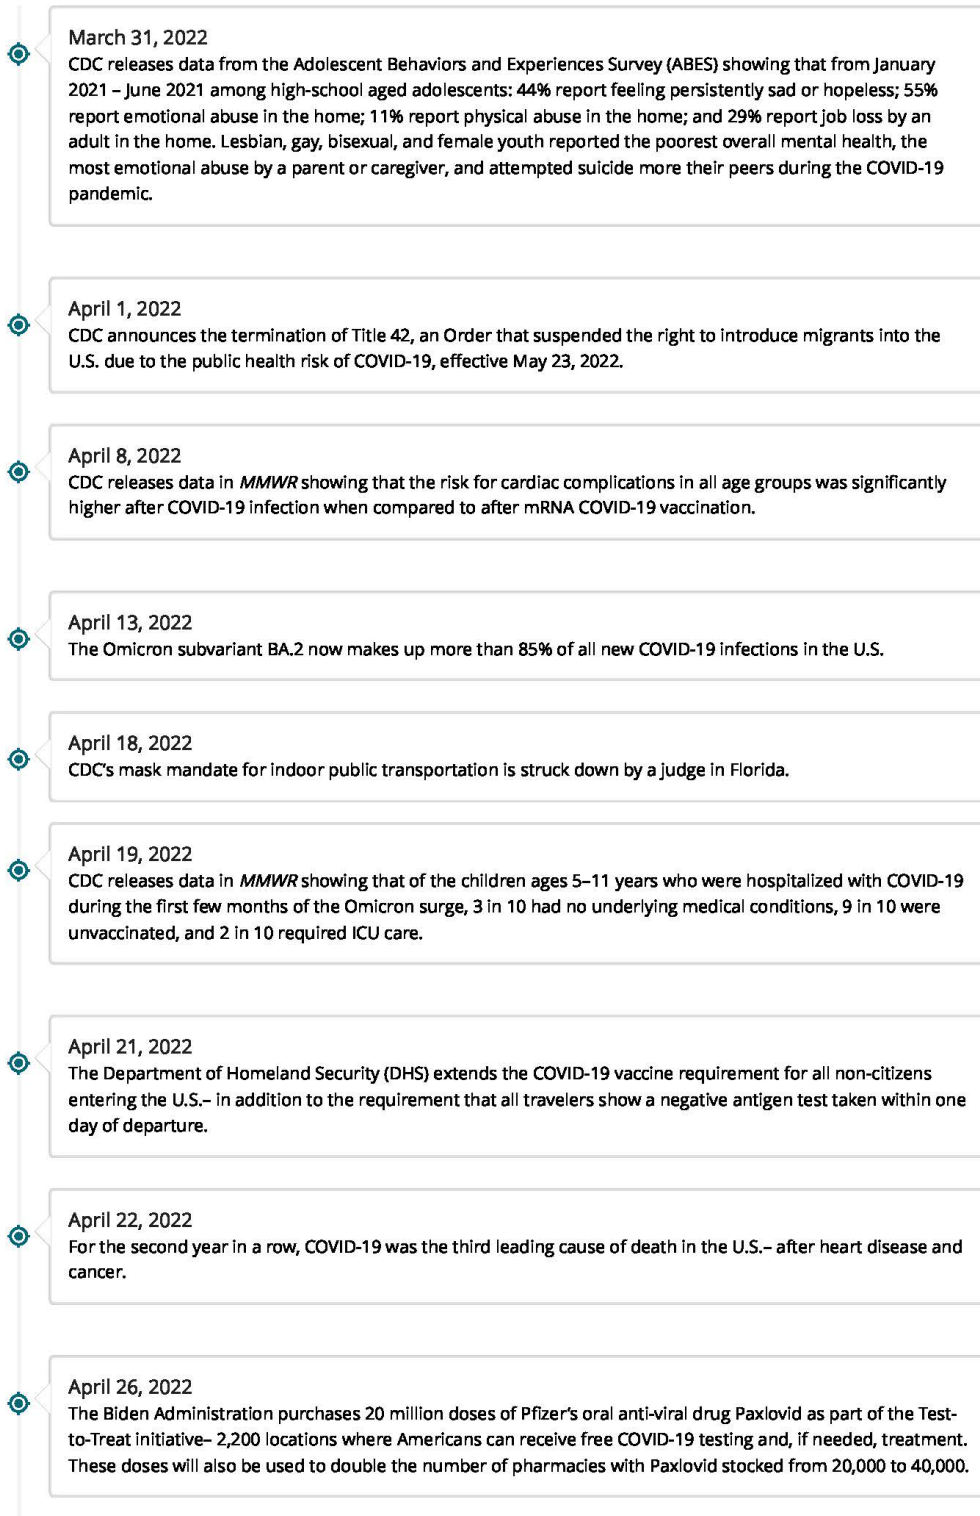 March 31, 2022
CDC releases data from the Adolescent Behaviors and Experiences Survey (ABES) showing that from January
2021 – June 2021 among high-school aged adolescents: 44% report feeling persistently sad or hopeless; 55%
report emotional abuse in the home; 11% report physical abuse in the home; and 29% report job loss by an
adult in the home. Lesbian, gay, bisexual, and female youth reported the poorest overall mental health, the
most emotional abuse by a parent or caregiver, and attempted suicide more their peers during the COVID-19
pandemic.
April 1, 2022
CDC announces the termination of Title 42, an Order that suspended the right to introduce migrants into the
U.S. due to the public health risk of COVID-19, effective May 23, 2022.
April 8, 2022
CDC releases data in MMWR showing that the risk for cardiac complications in all age groups was significantly
higher after COVID-19 infection when compared to after mRNA COVID-19 vaccination.
April 13, 2022
The Omicron subvariant BA.2 now makes up more than 85% of all new COVID-19 infections in the U.S.
April 18, 2022
CDC's mask mandate for indoor public transportation is struck down by a judge in Florida.
April 19, 2022
CDC releases data in MMWR showing that of the children ages 5–11 years who were hospitalized with COVID-19
during the first few months of the Omicron surge, 3 in 10 had no underlying medical conditions, 9 in 10 were
unvaccinated, and 2 in 10 required ICU care.
April 21, 2022
The Department of Homeland Security (DHS) extends the COVID-19 vaccine requirement for all non-citizens
entering the U.S.– in addition to the requirement that all travelers show a negative antigen test taken within one
day of departure.
April 22, 2022
For the second year in a row, COVID-19 was the third leading cause of death in the U.S.– after heart disease and
cancer.
April 26, 2022
The Biden Administration purchases 20 million doses of Pfizer's oral anti-viral drug Paxlovid as part of the Test-
to-Treat initiative– 2,200 locations where Americans can receive free COVID-19 testing and, if needed, treatment.
These doses will also be used to double the number of pharmacies with Paxlovid stocked from 20,000 to 40,000.